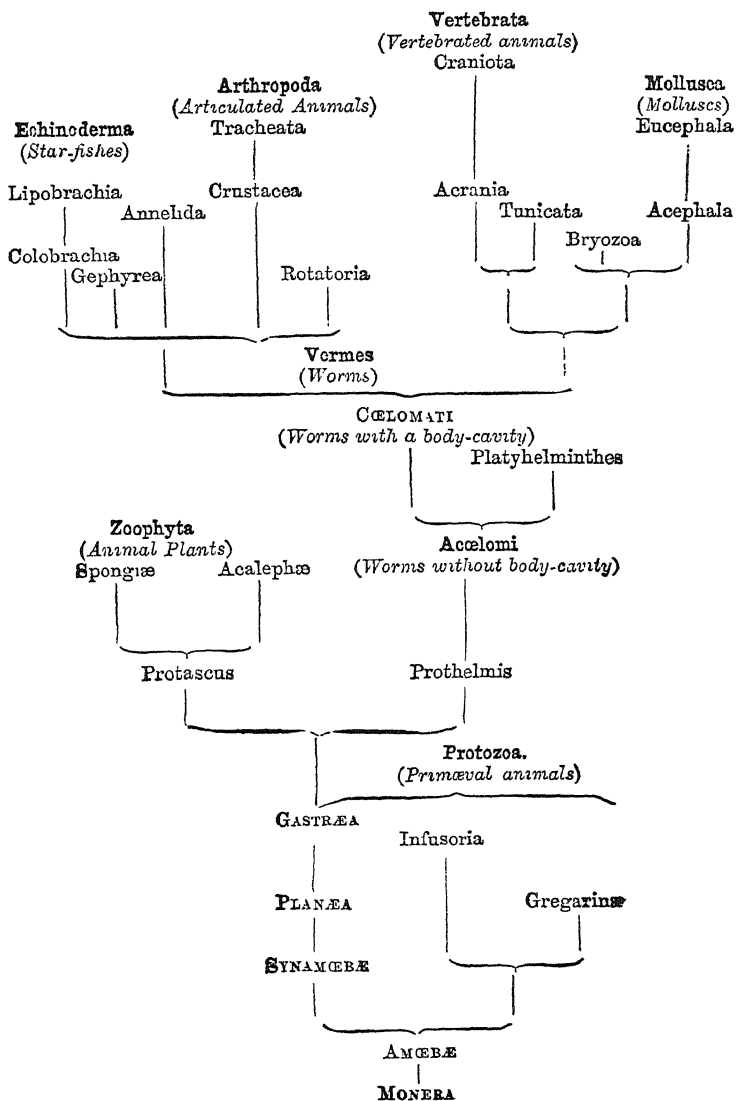 Vertebrata
(Vertebrated animals)
Craniota
Arthropoda
(Articulated Animals)
Tracheata
Mollusca
(Molluscs)
Eucephala
Echinoderma
(Star-fishes)
Lipobrachia
Crustacea
Acrania
Annelida
Tunicata
Acephala
Bryozoa
Colobrachia
Gephyrea
Rotatoria
Vermes
(Worms)
CŒLOMATI
(Worms with a body-cavity)
Platyhelminthes
Zoophyta
(Animal Plants)
Spongiæ
Acalephæ
Acœlomi
(Worms without body-cavity)
Protascus
Prothelmis
Protozoa.
(Primæval animals)
GASTRÆA
Infusoria
PLANÆA
Gregarinæ
SYNAMŒBÆ
AMŒBÆ
MONERA